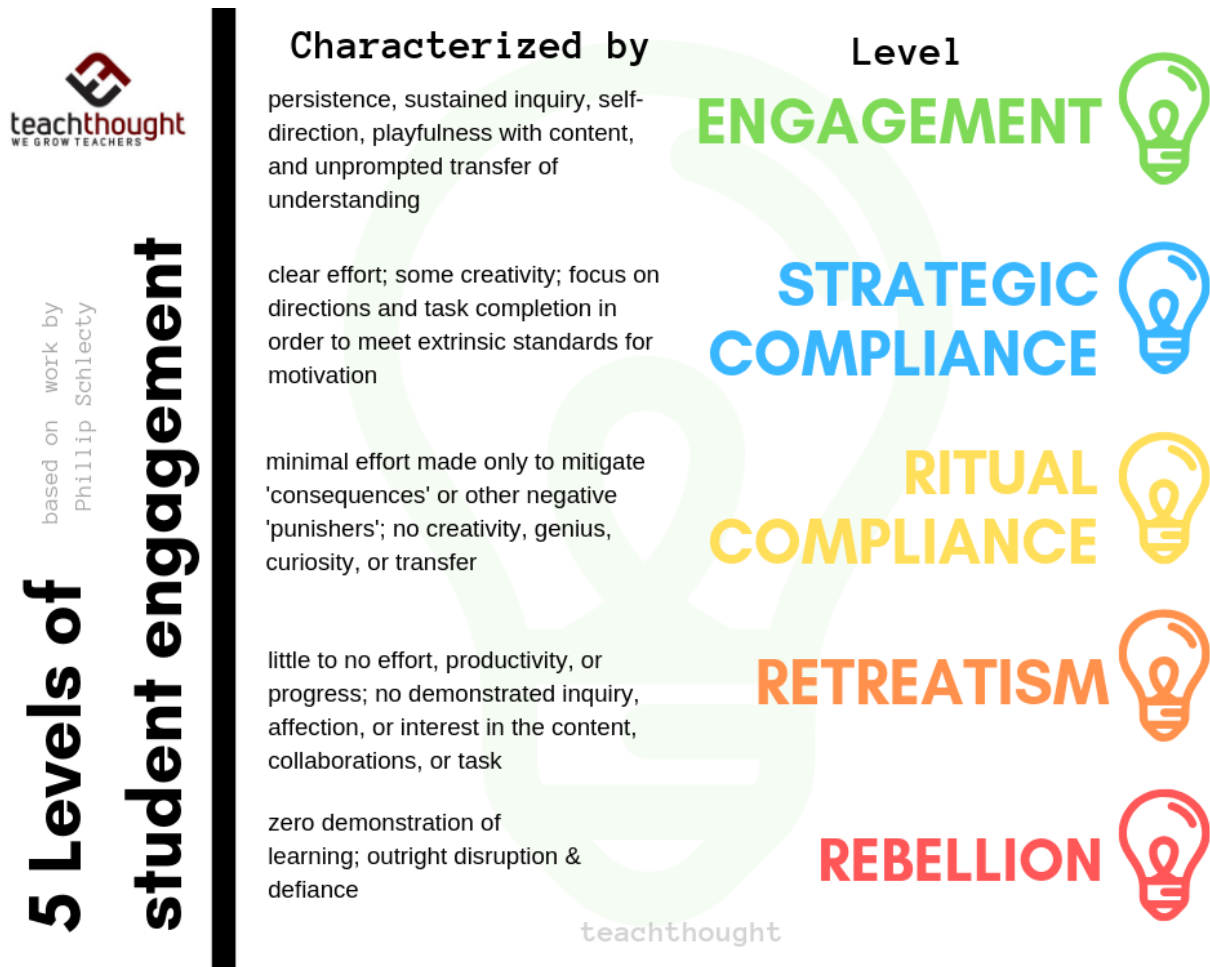 teachthought
WE GROW TEACHERS
5 Levels of
student engagement
based on work by
Phillip Schlecty
Characterized by
Level
persistence, sustained inquiry, self-
direction, playfulness with content,
and unprompted transfer of
understanding
ENGAGEMENT
clear effort; some creativity; focus on
directions and task completion in
order to meet extrinsic standards for
motivation
STRATEGIC
COMPLIANCE
minimal effort made only to mitigate
'consequences' or other negative
'punishers'; no creativity, genius,
curiosity, or transfer
RITUAL
COMPLIANCE
little to no effort, productivity, or
progress; no demonstrated inquiry,
affection, or interest in the content,
collaborations, or task
RETREATISM
zero demonstration of
learning; outright disruption &
defiance
REBELLION
teachthought